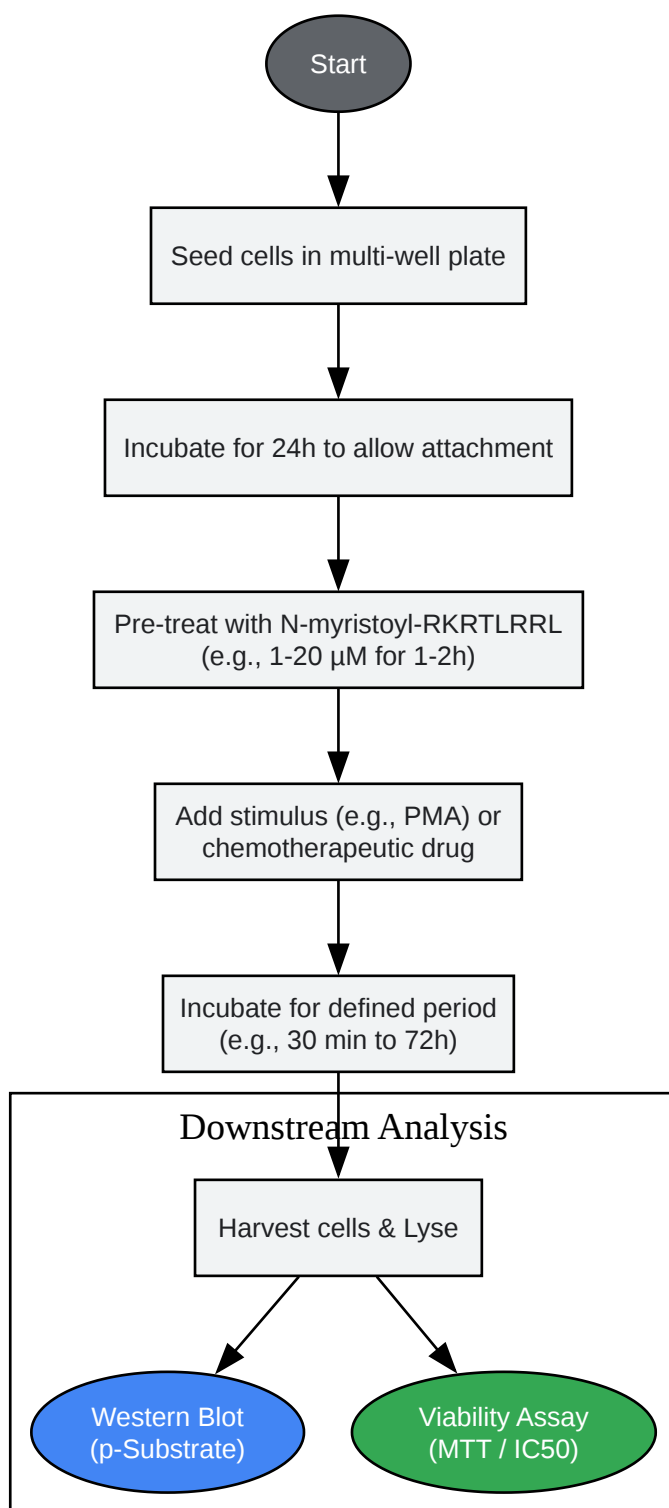 Start
Seed cells in multi-well plate
Incubate for 24h to allow attachment
Pre-treat with N-myristoyl-RKRTLRRL
(e.g., 1-20 µM for 1-2h)
Add stimulus (e.g., PMA) or
chemotherapeutic drug
Incubate for defined period
(e.g., 30 min to 72h)
Downstream Analysis
Harvest cells & Lyse
Western Blot
(p-Substrate)
Viability Assay
(MTT / IC50)